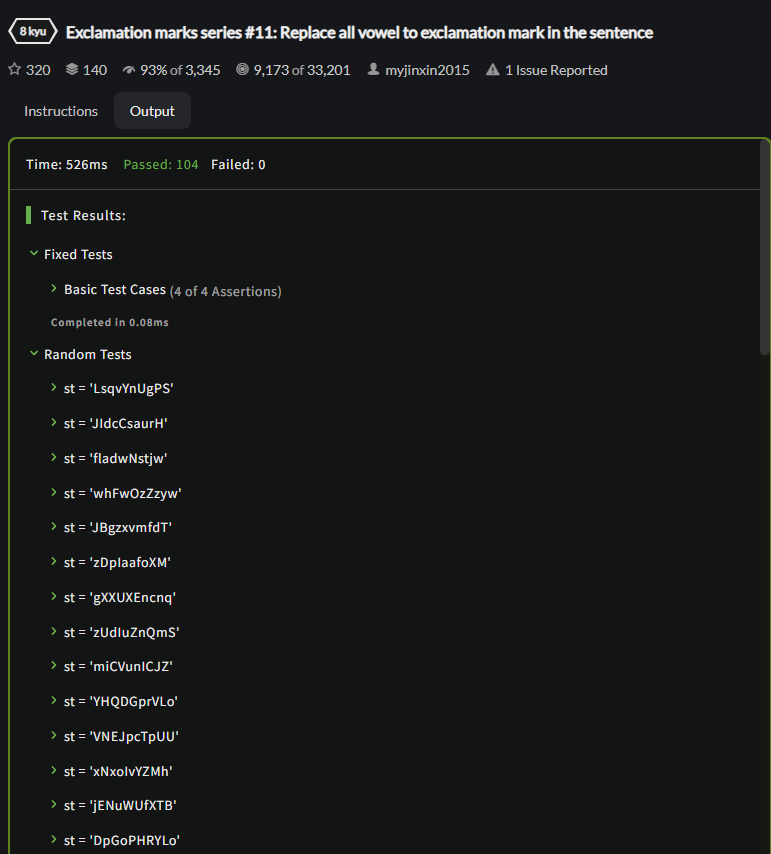 8 kyu Exclamation marks series #11: Replace all vowel to exclamation mark in the sentence
320 140 93% of 3,345 9,173 of 33,201 myjinxin2015 1 Issue Reported
Instructions Output
Time: 526ms Passed: 104 Failed: 0
Test Results:
Fixed Tests
Basic Test Cases (4 of 4 Assertions)
Completed in 0.08ms
Random Tests
st = 'LsqvYnUgPS'
st = 'JIdcCsaurH'
st = 'fladwNstjw'
st = 'whFwOzZzyw'
st = 'JBgzxvmfdT'
st = 'zDpIaafoXM'
st = 'gXXUXEncnq'
st = 'zUdIuZnQmS'
st = 'miCVunICJZ'
st = 'YHQDGprVLo'
st = 'VNEJpcTpUU'
st = 'xNxoIvYZMh'
st = 'jENuWUfXTB'
st = 'DpGoPHRYLo'